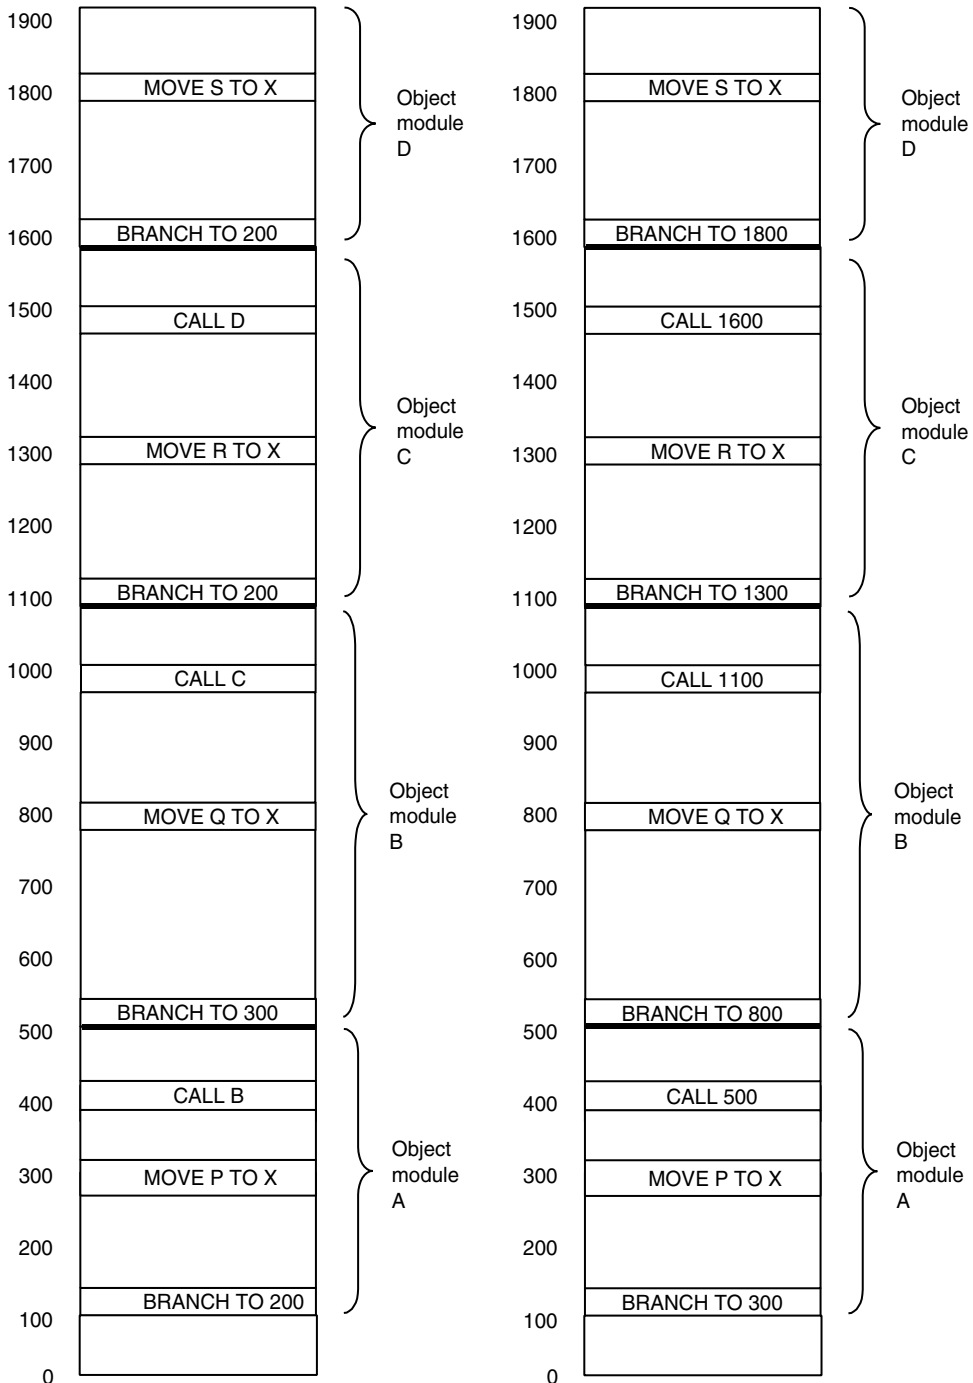 1900
MOVE S TO X
1800
Object
module
D
1700
BRANCH TO 200
1600
1500
CALL D
1400
Object
module
C
MOVE R TO X
1300
1200
BRANCH TO 200
1100
1000
CALL C
900
Object
module
B
MOVE Q TO X
800
700
600
BRANCH TO 300
500
CALL B
400
Object
module
A
MOVE P TO X
300
200
BRANCH TO 200
100
0
1900
MOVE S TO X
1800
Object
module
D
1700
BRANCH TO 1800
1600
1500
CALL 1600
1400
Object
module
C
MOVE R TO X
1300
1200
BRANCH TO 1300
1100
1000
CALL 1100
900
Object
module
B
MOVE Q TO X
800
700
600
BRANCH TO 800
500
CALL 500
400
Object
module
A
MOVE P TO X
300
200
BRANCH TO 300
100
0